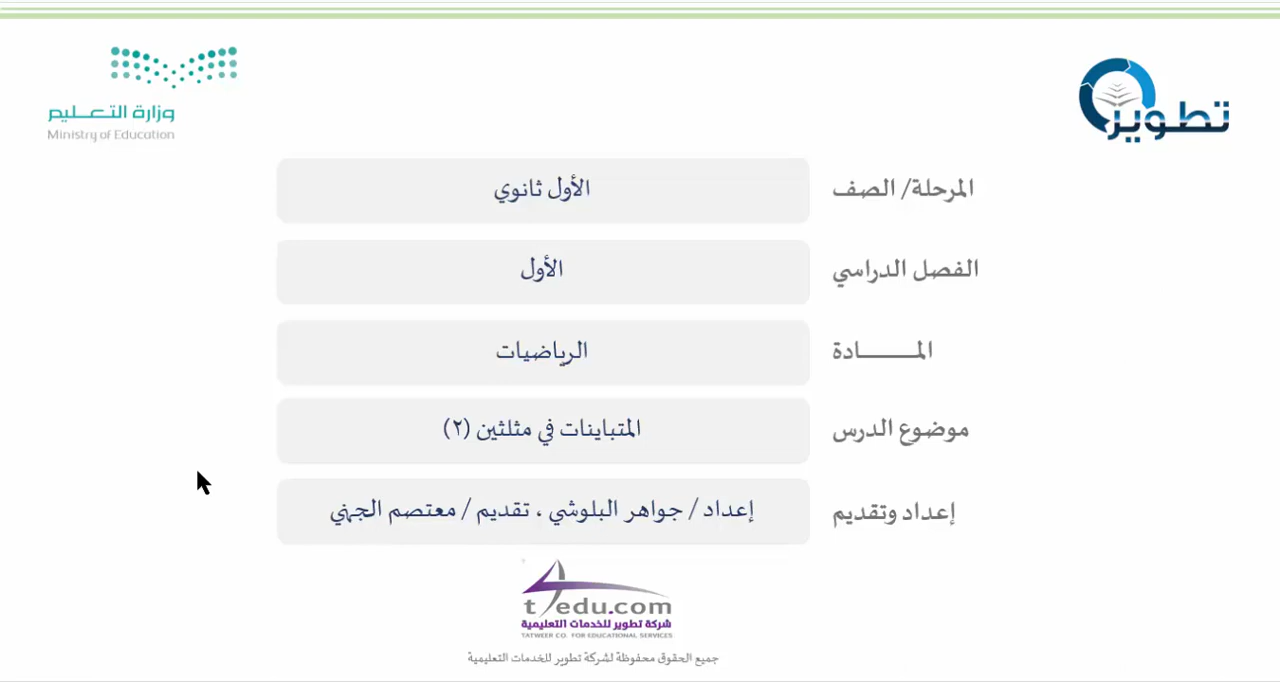 وزارة التعليم
Ministry of Education
تطوير
المرحلة/ الصف
الأول ثانوي
الفصل الدراسي
الأول
المـــــــادة
الرياضيات
موضوع الدرس
المتباينات في مثلثين (٢)
إعداد وتقديم
إعداد / جواهر البلوشي ، تقديم / معتصم الجهني
t4edu.com
شركة تطوير للخدمات التعليمية
TATWEER CO. FOR EDUCATIONAL SERVICES
جميع الحقوق محفوظة لشركة تطوير للخدمات التعليمية